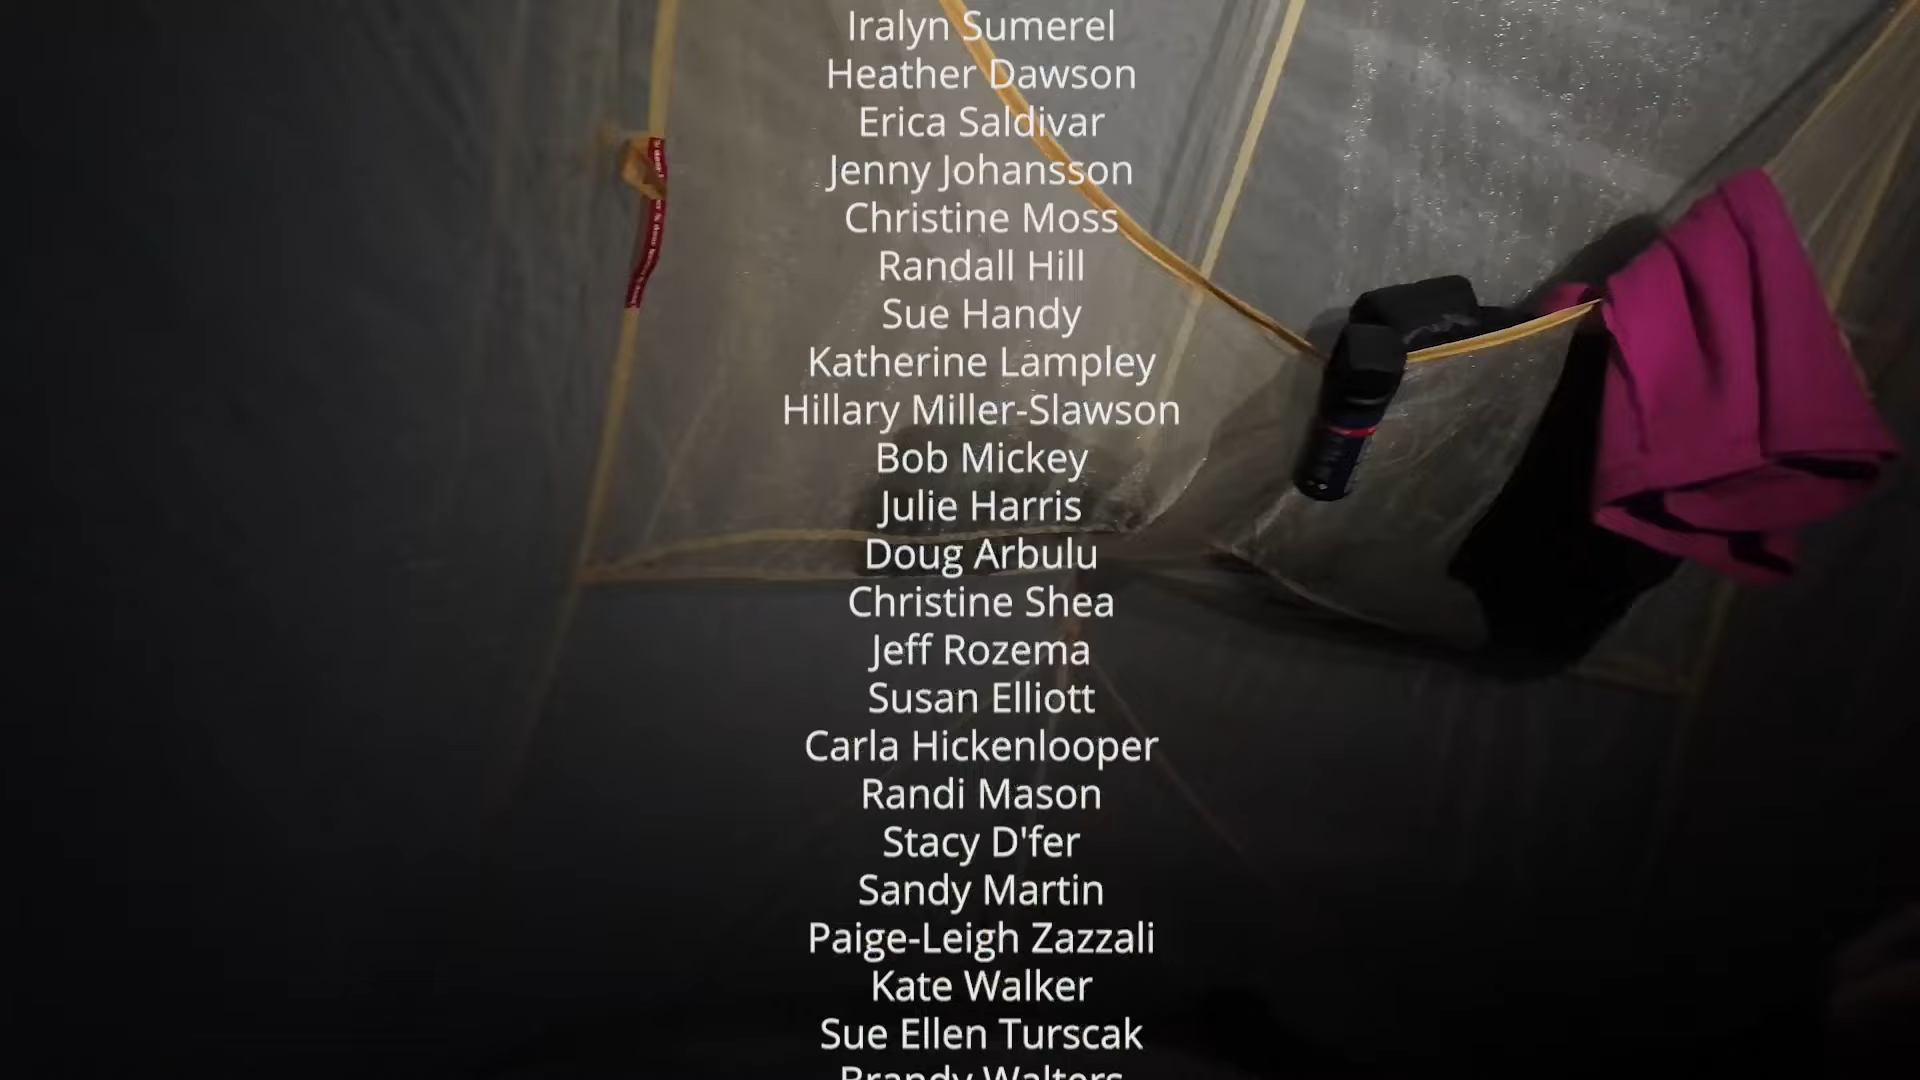 Iralyn Sumerel
Heather Dawson
Erica Saldivar
Jenny Johansson
Christine Moss
Randall Hill
Sue Handy
Katherine Lampley
Hillary Miller-Slawson
Bob Mickey
Julie Harris
Doug Arbulu
Christine Shea
Jeff Rozema
Susan Elliott
Carla Hickenlooper
Randi Mason
Stacy D'fer
Sandy Martin
Paige-Leigh Zazzali
Kate Walker
Sue Ellen Turscak
Brandy Walters